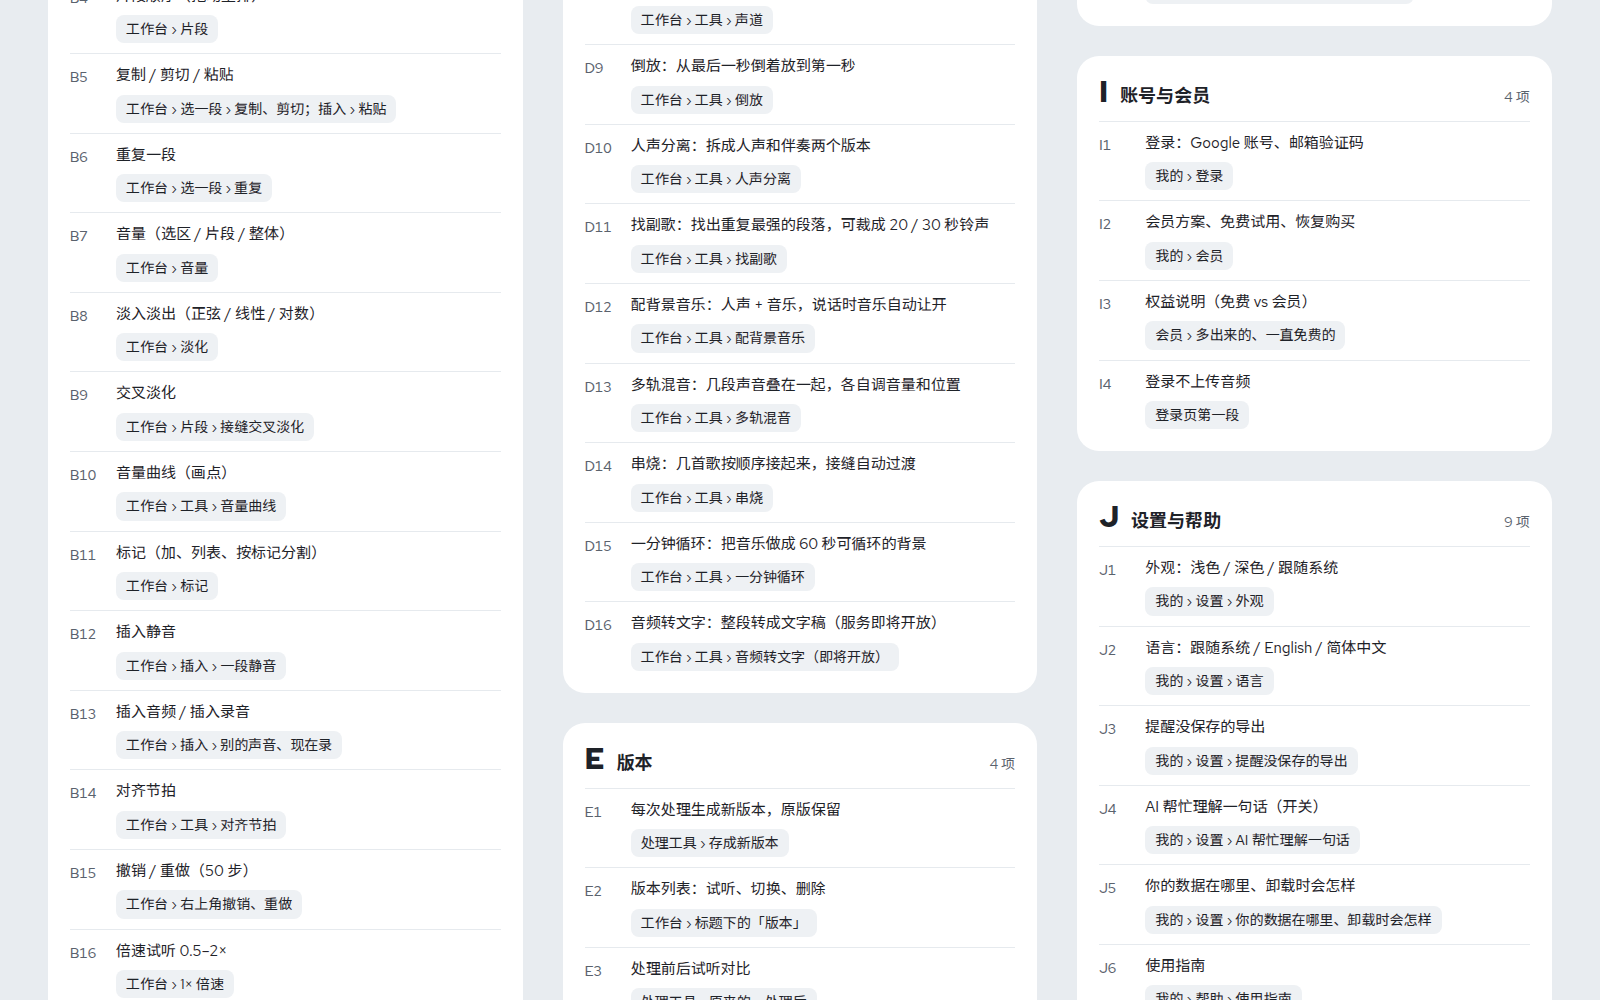 工作台 › 片段
B5
复制 / 剪切 / 粘贴
工作台 › 选一段 › 复制、剪切；插入 › 粘贴
B6
重复一段
工作台 › 选一段 › 重复
B7
音量（选区 / 片段 / 整体）
工作台 › 音量
B8
淡入淡出（正弦 / 线性 / 对数）
工作台 › 淡化
B9
交叉淡化
工作台 › 片段 › 接缝交叉淡化
B10
音量曲线（画点）
工作台 › 工具 › 音量曲线
B11
标记（加、列表、按标记分割）
工作台 › 标记
B12
插入静音
工作台 › 插入 › 一段静音
B13
插入音频 / 插入录音
工作台 › 插入 › 别的声音、现在录
B14
对齐节拍
工作台 › 工具 › 对齐节拍
B15
撤销 / 重做（50 步）
工作台 › 右上角撤销、重做
B16
倍速试听 0.5–2×
工作台 › 1× 倍速
工作台 › 工具 › 声道
D9
倒放：从最后一秒倒着放到第一秒
工作台 › 工具 › 倒放
D10
人声分离：拆成人声和伴奏两个版本
工作台 › 工具 › 人声分离
D11
找副歌：找出重复最强的段落，可裁成 20 / 30 秒铃声
工作台 › 工具 › 找副歌
D12
配背景音乐：人声 + 音乐，说话时音乐自动让开
工作台 › 工具 › 配背景音乐
D13
多轨混音：几段声音叠在一起，各自调音量和位置
工作台 › 工具 › 多轨混音
D14
串烧：几首歌按顺序接起来，接缝自动过渡
工作台 › 工具 › 串烧
D15
一分钟循环：把音乐做成 60 秒可循环的背景
工作台 › 工具 › 一分钟循环
D16
音频转文字：整段转成文字稿（服务即将开放）
工作台 › 工具 › 音频转文字（即将开放）
E 版本
4 项
E1
每次处理生成新版本，原版保留
处理工具 › 存成新版本
E2
版本列表：试听、切换、删除
工作台 › 标题下的「版本」
E3
处理前后试听对比
I 账号与会员
4 项
I1
登录：Google 账号、邮箱验证码
我的 › 登录
I2
会员方案、免费试用、恢复购买
我的 › 会员
I3
权益说明（免费 vs 会员）
会员 › 多出来的、一直免费的
I4
登录不上传音频
登录页第一段
J 设置与帮助
9 项
J1
外观：浅色 / 深色 / 跟随系统
我的 › 设置 › 外观
J2
语言：跟随系统 / English / 简体中文
我的 › 设置 › 语言
J3
提醒没保存的导出
我的 › 设置 › 提醒没保存的导出
J4
AI 帮忙理解一句话（开关）
我的 › 设置 › AI 帮忙理解一句话
J5
你的数据在哪里、卸载时会怎样
我的 › 设置 › 你的数据在哪里、卸载时会怎样
J6
使用指南
我的 › 帮助 › 使用指南